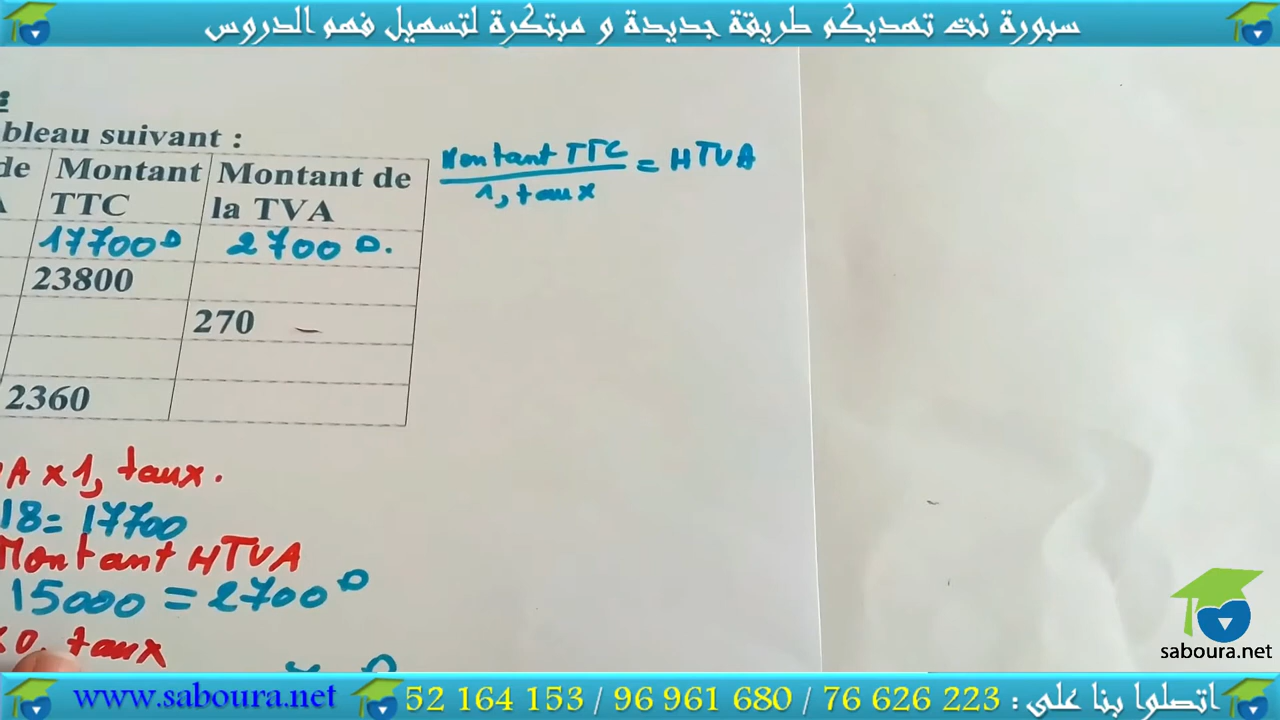 سبورة نت تهديكم طريقة جديدة و مبتكرة لتسهيل فهم الدروس
bleau suivant :
de Montant Montant de
A TTC la TVA
17700D 2700 D.
23800
270
2360
Montant TTC = HTVA
1, taux
A x 1, taux.
18 = 17700
Montant HTVA
15000 = 2700 D
0, taux
saboura.net
www.saboura.net 52 164 153 / 96 961 680 / 76 626 223 : اتصلوا بنا على